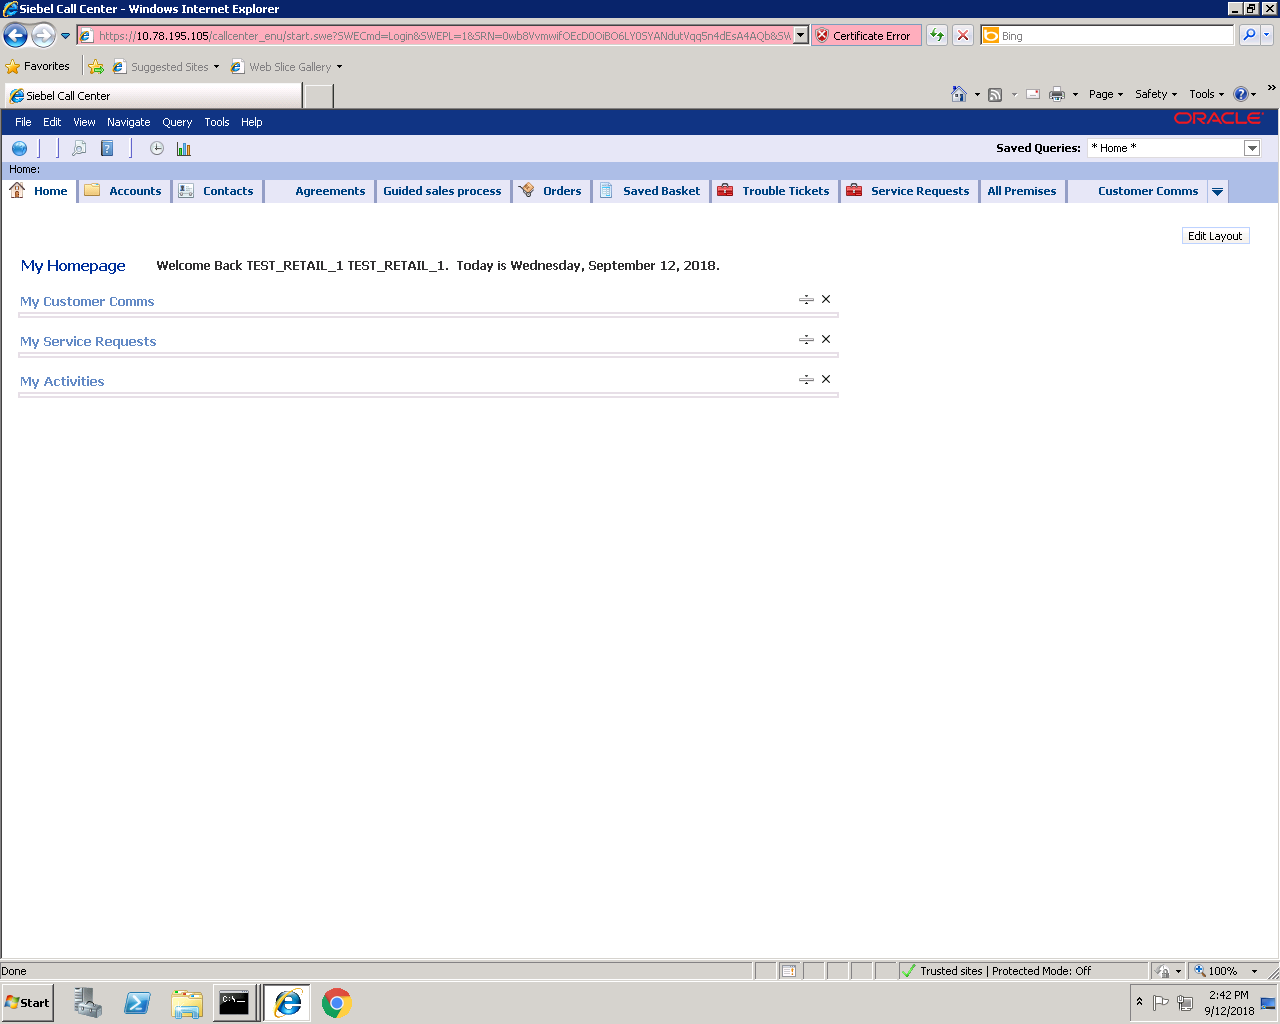 Siebel Call Center - Windows Internet Explorer
https://10.78.195.105/callcenter_enu/start.swe?SWECmd=Login&SWEPL=1&SRN=0wb8VvmwifOEcD0OiBO6LY0SYANdutVqq5n4dEsA4AQb&SW
Certificate Error
Bing
Favorites
Suggested Sites
Web Slice Gallery
Siebel Call Center
Page
Safety
Tools
File Edit View Navigate Query Tools Help
ORACLE
Saved Queries:
* Home *
Home:
Home
Accounts
Contacts
Agreements
Guided sales process
Orders
Saved Basket
Trouble Tickets
Service Requests
All Premises
Customer Comms
Edit Layout
My Homepage
Welcome Back TEST_RETAIL_1 TEST_RETAIL_1. Today is Wednesday, September 12, 2018.
My Customer Comms
My Service Requests
My Activities
Done
Trusted sites | Protected Mode: Off
100%
Start
C:\.
2:42 PM
9/12/2018